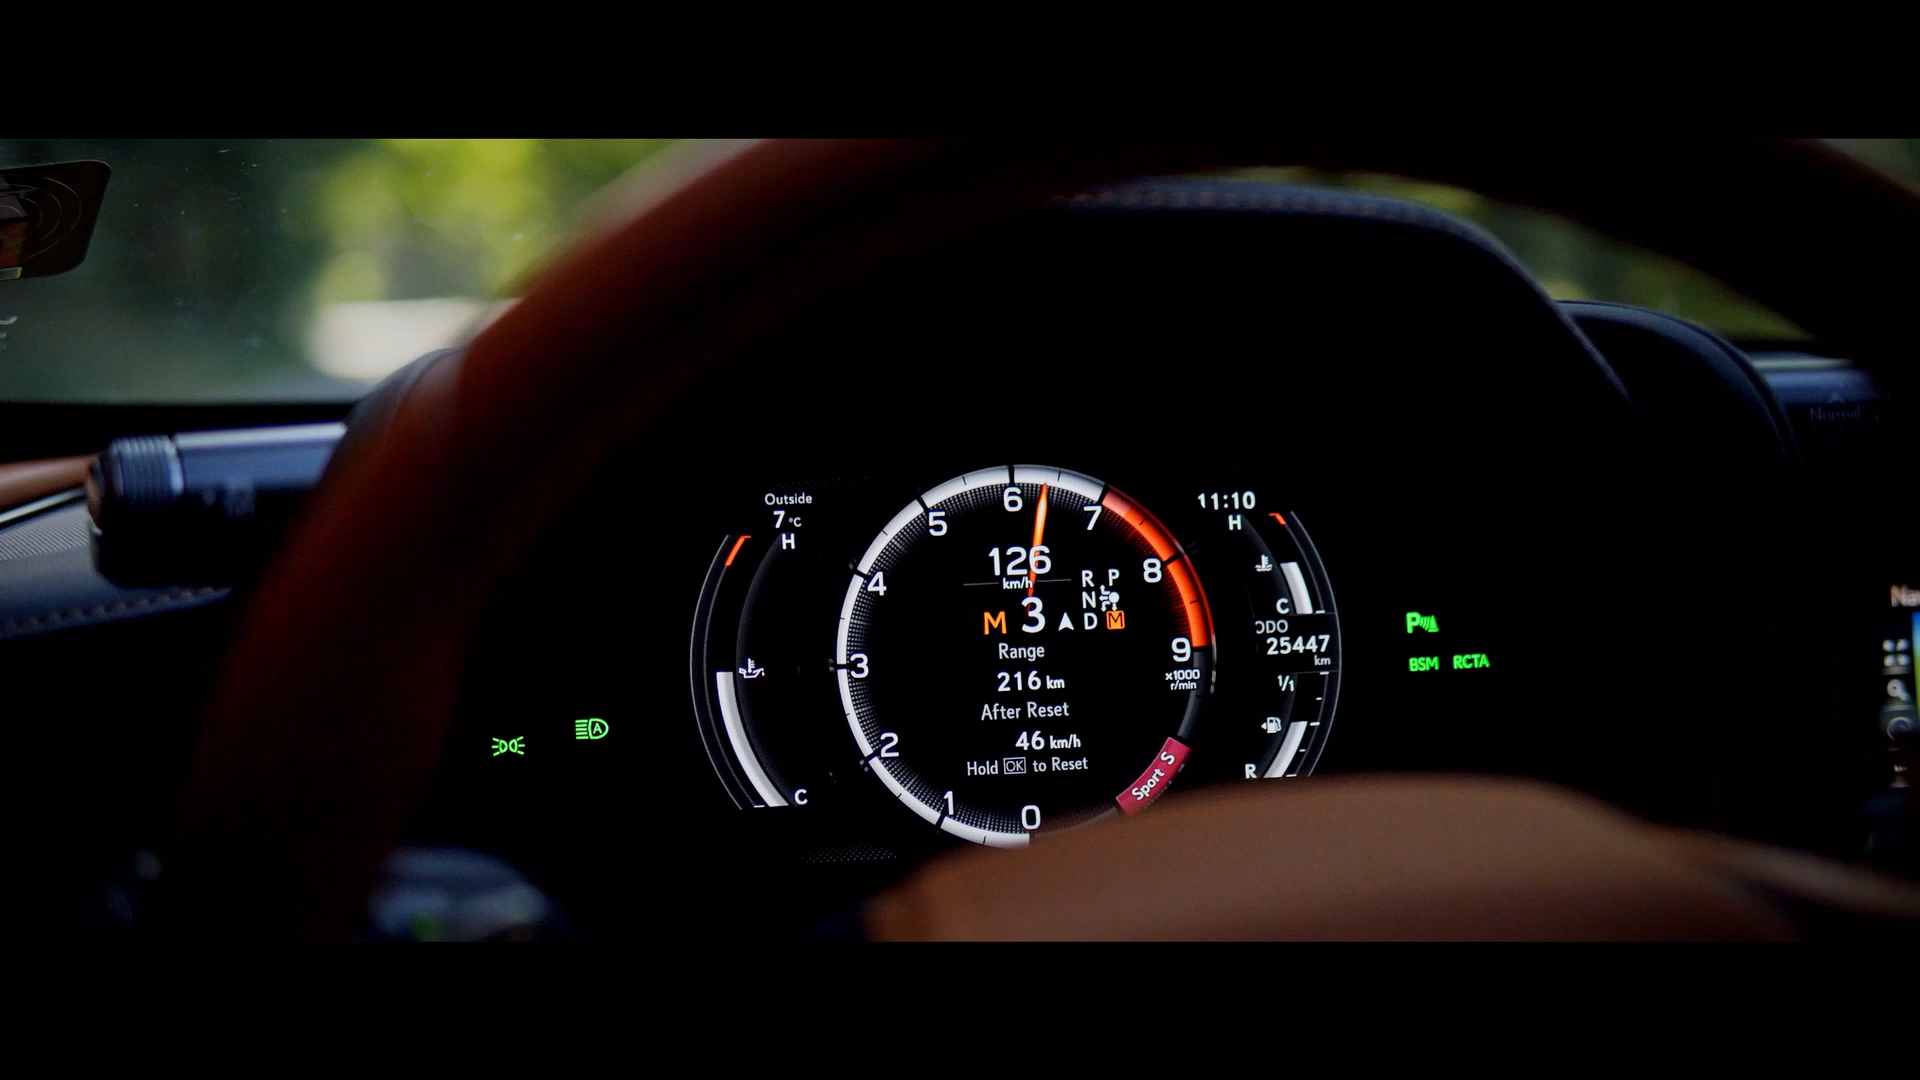 Outside
7 °C
H
C
6
5
7
4
8
3
9
2
1
0
x1000
r/min
126
km/h
R P
N
M 3 D M
Range
216 km
After Reset
46 km/h
Hold OK to Reset
Sport S
11:10
H
C
ODO
25447
km
1/1
R
A
P
BSM RCTA
Normal